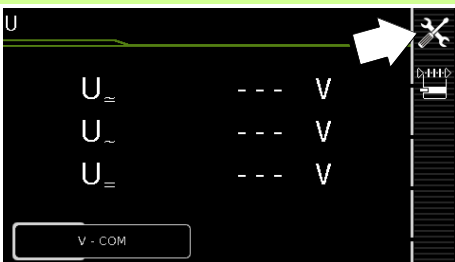 U
U≃ --- V
U~ --- V
U= --- V
V - COM